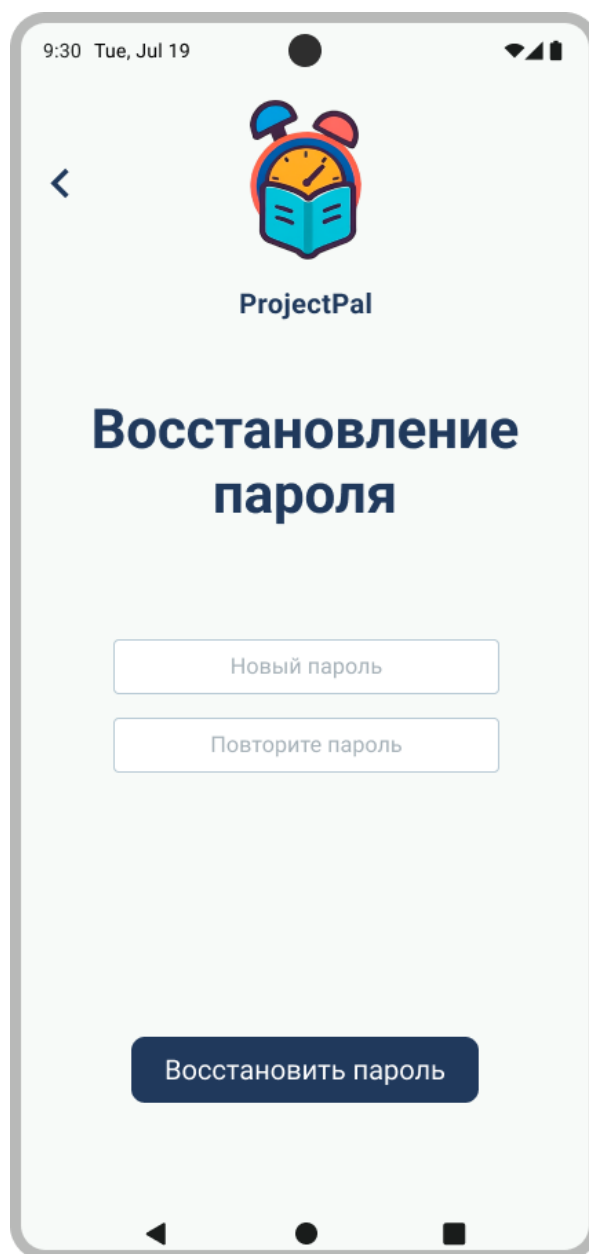 9:30 Tue, Jul 19
ProjectPal
Восстановление
пароля
Новый пароль
Повторите пароль
Восстановить пароль